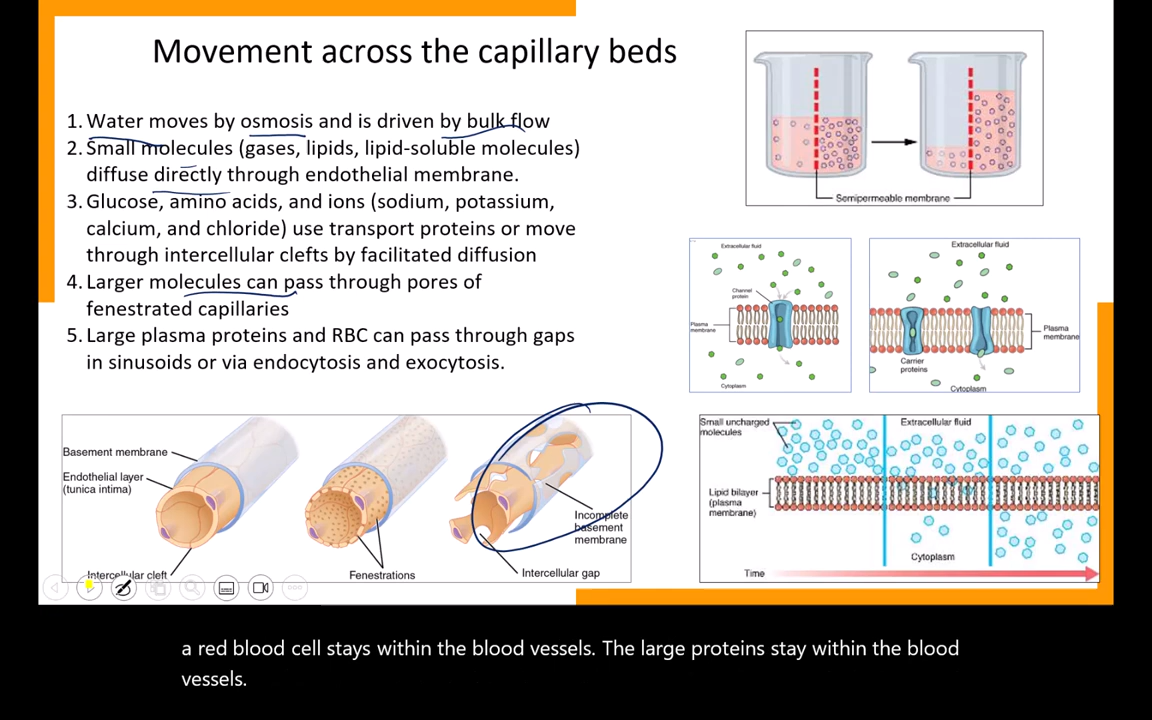 Movement across the capillary beds
1. Water moves by osmosis and is driven by bulk flow
2. Small molecules (gases, lipids, lipid-soluble molecules)
diffuse directly through endothelial membrane.
3. Glucose, amino acids, and ions (sodium, potassium,
calcium, and chloride) use transport proteins or move
through intercellular clefts by facilitated diffusion
4. Larger molecules can pass through pores of
fenestrated capillaries
5. Large plasma proteins and RBC can pass through gaps
in sinusoids or via endocytosis and exocytosis.
Semipermeable membrane
Extracellular fluid
Channel
protein
Plasma
membrane
Cytoplasm
Extracellular fluid
Plasma
membrane
Carrier
proteins
Cytoplasm
Basement membrane
Endothelial layer
(tunica intima)
Intercellular cleft
Fenestrations
Incomplete
basement
membrane
Intercellular gap
Small uncharged
molecules
Extracellular fluid
Lipid bilayer
(plasma
membrane)
Cytoplasm
Time
a red blood cell stays within the blood vessels. The large proteins stay within the blood
vessels.